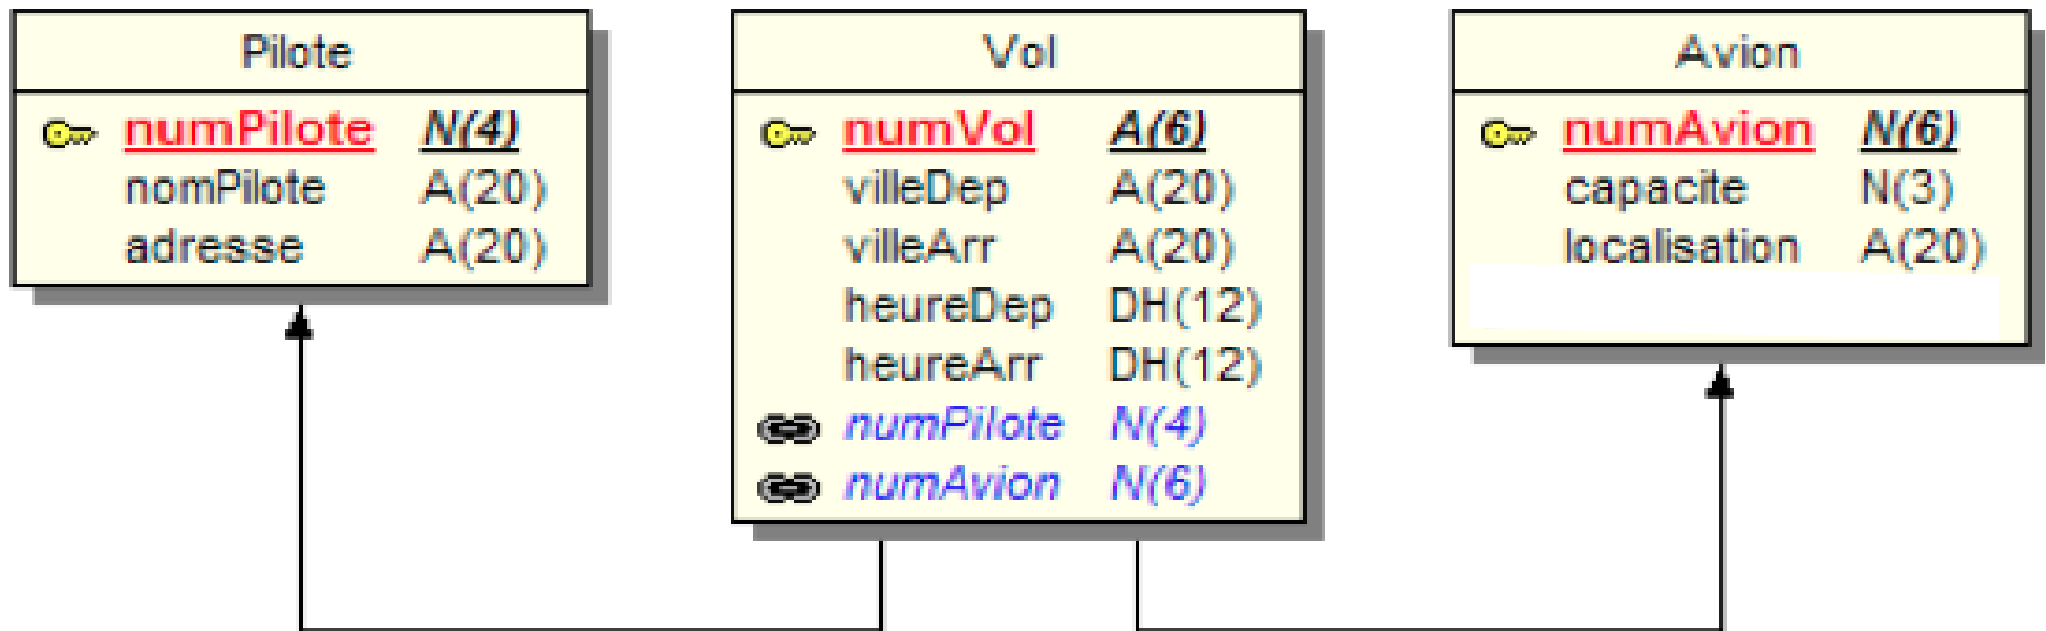 Pilote
numPilote N(4)
nomPilote A(20)
adresse A(20)
Vol
numVol A(6)
villeDep A(20)
villeArr A(20)
heureDep DH(12)
heureArr DH(12)
numPilote N(4)
numAvion N(6)
Avion
numAvion N(6)
capacite N(3)
localisation A(20)